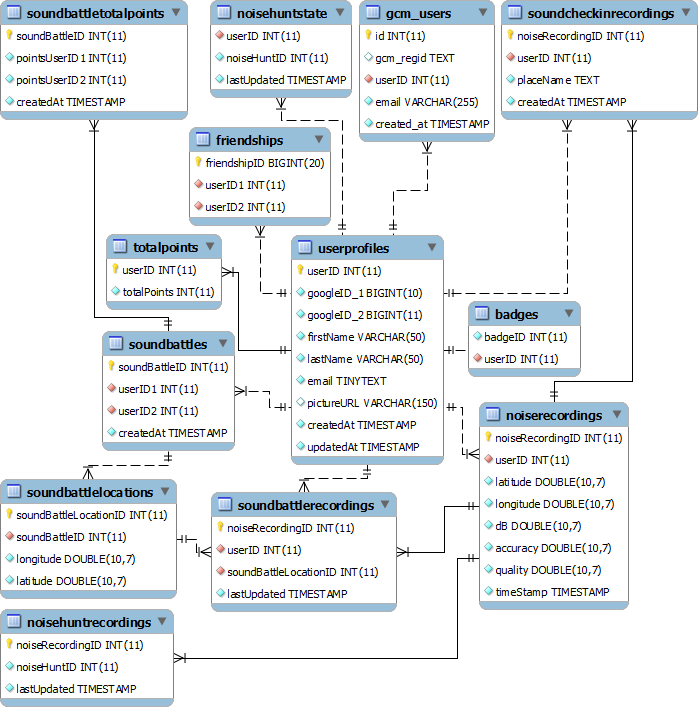 soundbattletotalpoints
soundBattleID INT(11)
pointsUserID1 INT(11)
pointsUserID2 INT(11)
createdAt TIMESTAMP
noisehuntstate
userID INT(11)
noiseHuntID INT(11)
lastUpdated TIMESTAMP
gcm_users
id INT(11)
gcm_regid TEXT
userID INT(11)
email VARCHAR(255)
created_at TIMESTAMP
soundcheckinrecordings
noiseRecordingID INT(11)
userID INT(11)
placeName TEXT
createdAt TIMESTAMP
friendships
friendshipID BIGINT(20)
userID1 INT(11)
userID2 INT(11)
totalpoints
userID INT(11)
totalPoints INT(11)
userprofiles
userID INT(11)
googleID_1 BIGINT(10)
googleID_2 BIGINT(11)
firstName VARCHAR(50)
lastName VARCHAR(50)
email TINYTEXT
pictureURL VARCHAR(150)
createdAt TIMESTAMP
updatedAt TIMESTAMP
badges
badgeID INT(11)
userID INT(11)
soundbattles
soundBattleID INT(11)
userID1 INT(11)
userID2 INT(11)
createdAt TIMESTAMP
noiserecordings
noiseRecordingID INT(11)
userID INT(11)
latitude DOUBLE(10,7)
longitude DOUBLE(10,7)
dB DOUBLE(10,7)
accuracy DOUBLE(10,7)
quality DOUBLE(10,7)
timeStamp TIMESTAMP
soundbattlelocations
soundBattleLocationID INT(11)
soundBattleID INT(11)
longitude DOUBLE(10,7)
latitude DOUBLE(10,7)
soundbattlerecordings
noiseRecordingID INT(11)
userID INT(11)
soundBattleLocationID INT(11)
lastUpdated TIMESTAMP
noisehuntrecordings
noiseRecordingID INT(11)
noiseHuntID INT(11)
lastUpdated TIMESTAMP